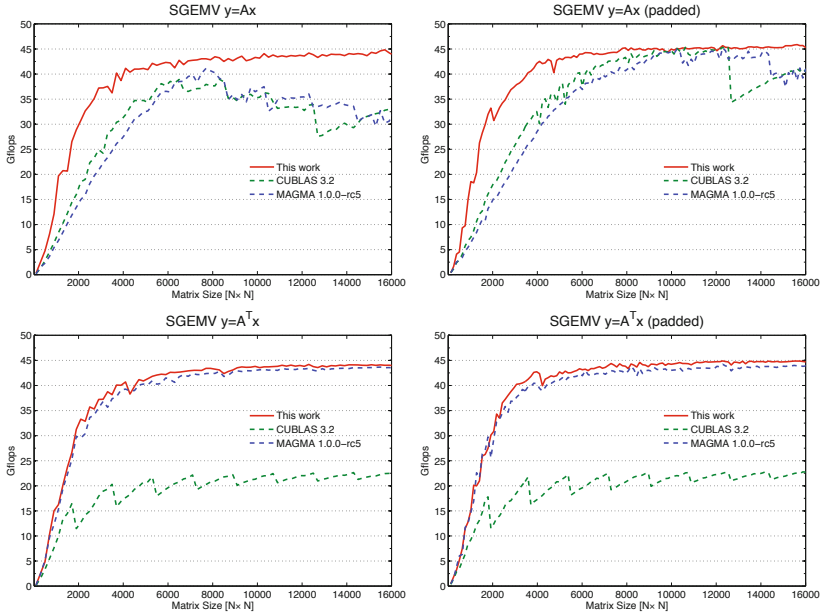 SGEMV y=Ax
50
45
40
35
30
25
20
15
10
5
0
Gflops
This work
CUBLAS 3.2
MAGMA 1.0.0-rc5
0 2000 4000 6000 8000 10000 12000 14000 16000
Matrix Size [N× N]
SGEMV y=Ax (padded)
50
45
40
35
30
25
20
15
10
5
0
Gflops
This work
CUBLAS 3.2
MAGMA 1.0.0-rc5
0 2000 4000 6000 8000 10000 12000 14000 16000
Matrix Size [N× N]
SGEMV y=Aᵀx
50
45
40
35
30
25
20
15
10
5
0
Gflops
This work
CUBLAS 3.2
MAGMA 1.0.0-rc5
0 2000 4000 6000 8000 10000 12000 14000 16000
Matrix Size [N× N]
SGEMV y=Aᵀx (padded)
50
45
40
35
30
25
20
15
10
5
0
Gflops
This work
CUBLAS 3.2
MAGMA 1.0.0-rc5
0 2000 4000 6000 8000 10000 12000 14000 16000
Matrix Size [N× N]